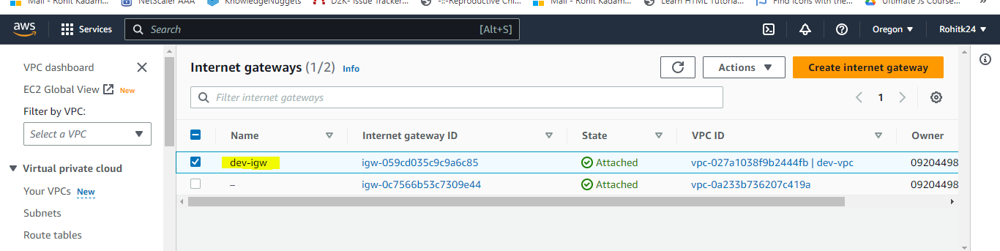 Mail - Rohit Kadam... NetScaler AAA KnowledgeNuggets D2K- Issue Tracker... -::-Reproductive Chi... Mail - Rohit Kadam... Learn HTML Tutoria... Find Icons with the... Ultimate Js Course... »
aws Services Search [Alt+S] Oregon Rohitk24
VPC dashboard
EC2 Global View New
Filter by VPC:
Select a VPC
Virtual private cloud
Your VPCs New
Subnets
Route tables
Internet gateways (1/2) Info Actions Create internet gateway
Filter internet gateways 1
Name Internet gateway ID State VPC ID Owner
dev-igw igw-059cd035c9c9a6c85 Attached vpc-027a1038f9b2444fb | dev-vpc 09204498
– igw-0c7566b53c7309e44 Attached vpc-0a233b736207c419a 09204498